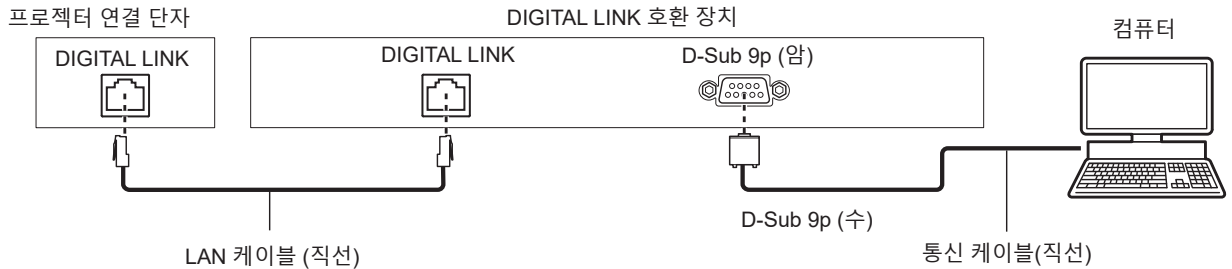 프로젝터 연결 단자
DIGITAL LINK 호환 장치
컴퓨터
DIGITAL LINK
DIGITAL LINK
D-Sub 9p (암)
D-Sub 9p (수)
LAN 케이블 (직선)
통신 케이블(직선)